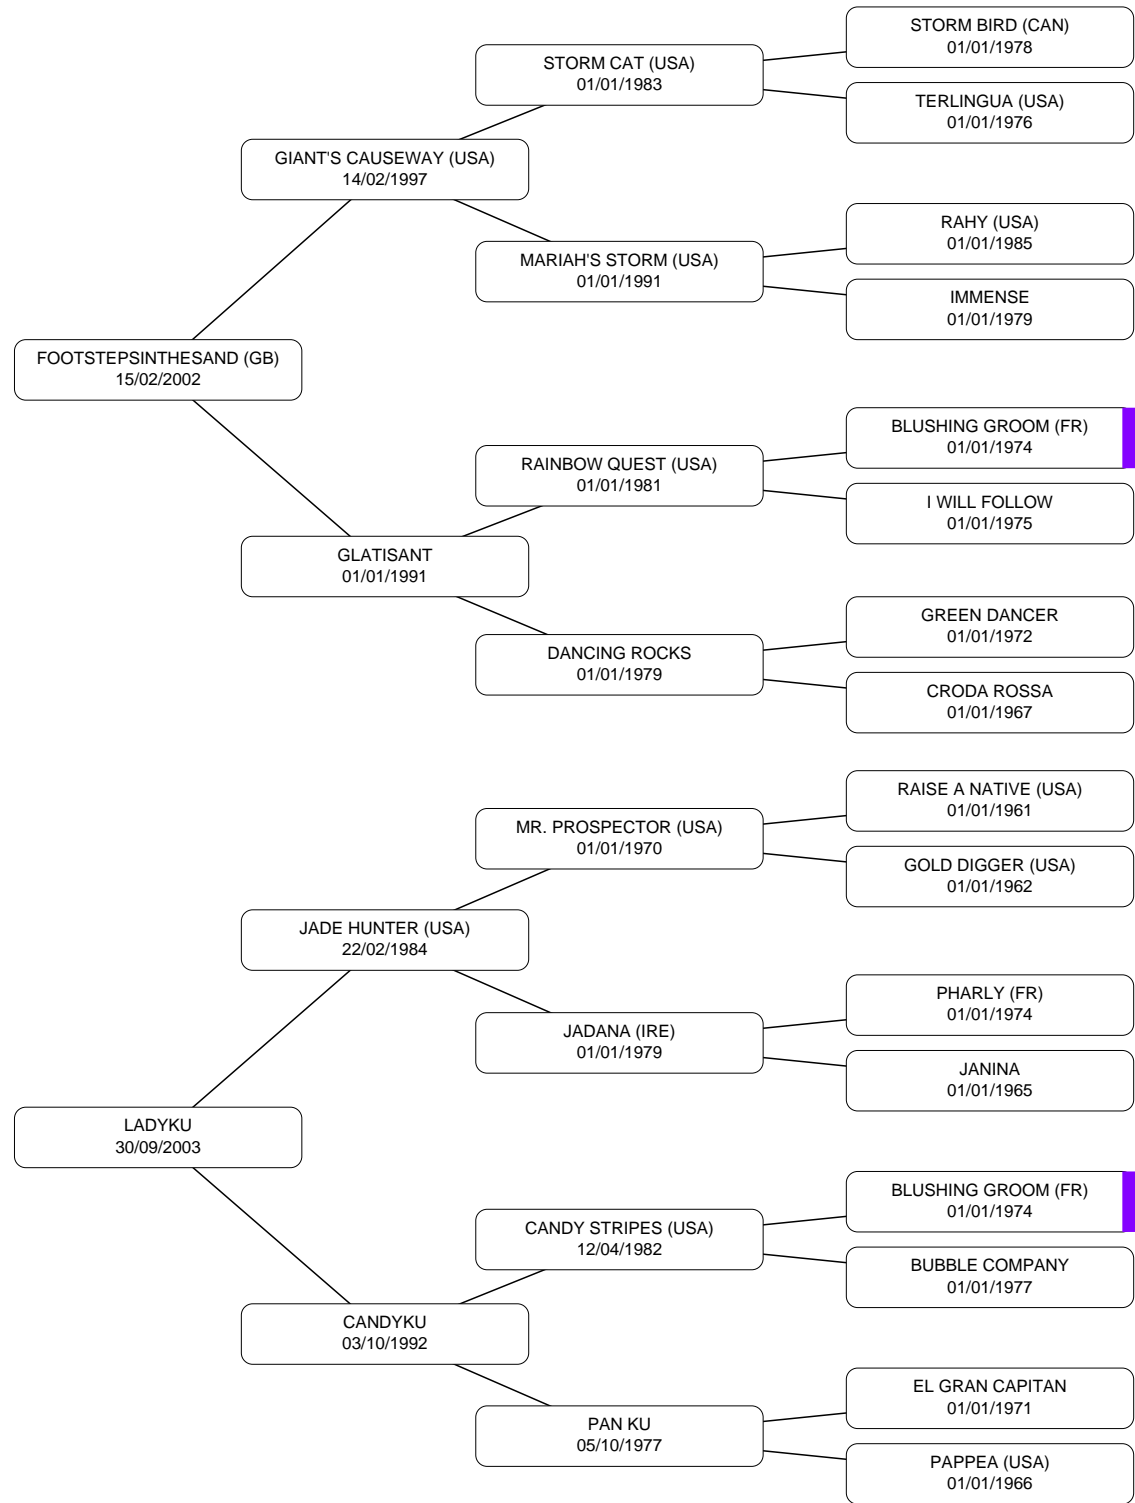 STORM BIRD (CAN)
01/01/1978
STORM CAT (USA)
01/01/1983
TERLINGUA (USA)
01/01/1976
GIANT'S CAUSEWAY (USA)
14/02/1997
RAHY (USA)
01/01/1985
MARIAH'S STORM (USA)
01/01/1991
IMMENSE
01/01/1979
FOOTSTEPSINTHESAND (GB)
15/02/2002
BLUSHING GROOM (FR)
01/01/1974
RAINBOW QUEST (USA)
01/01/1981
I WILL FOLLOW
01/01/1975
GLATISANT
01/01/1991
GREEN DANCER
01/01/1972
DANCING ROCKS
01/01/1979
CRODA ROSSA
01/01/1967
RAISE A NATIVE (USA)
01/01/1961
MR. PROSPECTOR (USA)
01/01/1970
GOLD DIGGER (USA)
01/01/1962
JADE HUNTER (USA)
22/02/1984
PHARLY (FR)
01/01/1974
JADANA (IRE)
01/01/1979
JANINA
01/01/1965
LADYKU
30/09/2003
BLUSHING GROOM (FR)
01/01/1974
CANDY STRIPES (USA)
12/04/1982
BUBBLE COMPANY
01/01/1977
CANDYKU
03/10/1992
EL GRAN CAPITAN
01/01/1971
PAN KU
05/10/1977
PAPPEA (USA)
01/01/1966